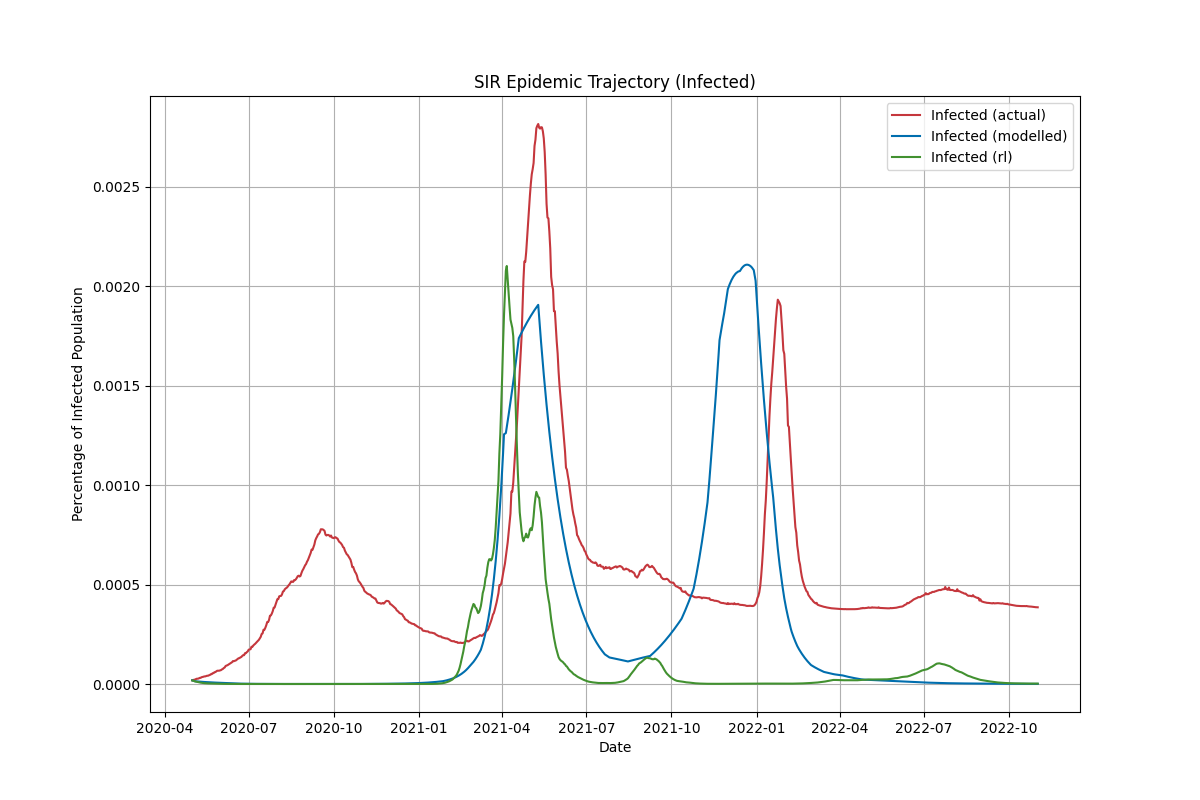 SIR Epidemic Trajectory (Infected)
Infected (actual)
Infected (modelled)
Infected (rl)
Percentage of Infected Population
0.0025
0.0020
0.0015
0.0010
0.0005
0.0000
2020-04 2020-07 2020-10 2021-01 2021-04 2021-07 2021-10 2022-01 2022-04 2022-07 2022-10
Date